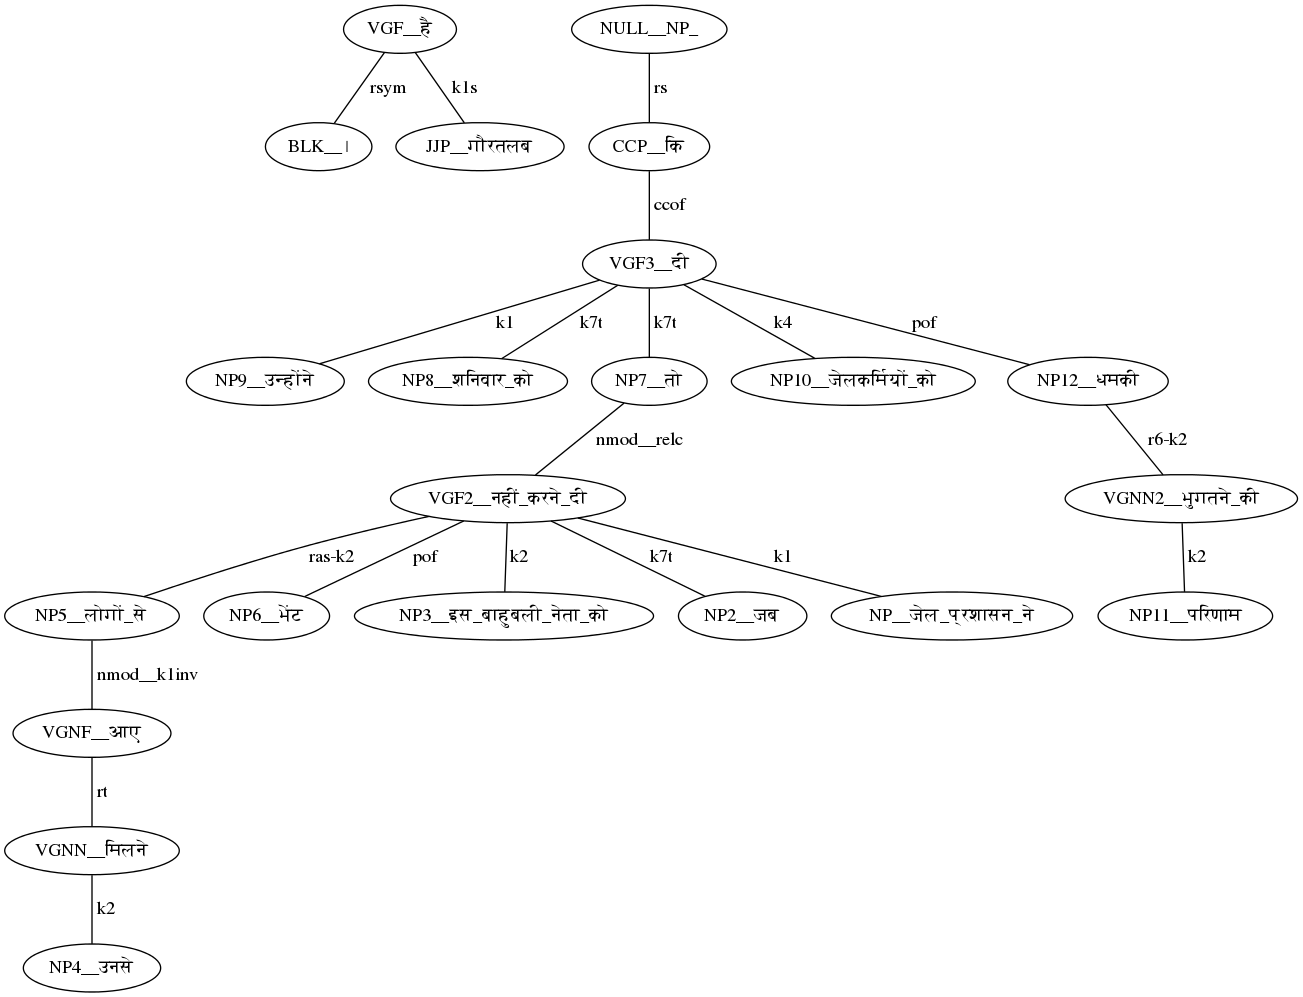 VGF__है NULL__NP_
rsym k1s rs
BLK__। JJP__गौरतलब CCP__कि
ccof
VGF3__दी
k1 k7t k7t k4 pof
NP9__उन्होंने NP8__शनिवार_को NP7__तो NP10__जेलकर्मियों_को NP12__धमकी
nmod__relc r6-k2
VGF2__नहीं_करने_दी VGNN2__भुगतने_की
ras-k2 pof k2 k7t k1 k2
NP5__लोगों_से NP6__भेंट NP3__इस_बाहुबली_नेता_को NP2__जब NP__जेल_प्रशासन_ने NP11__परिणाम
nmod__k1inv
VGNF__आए
rt
VGNN__मिलने
k2
NP4__उनसे